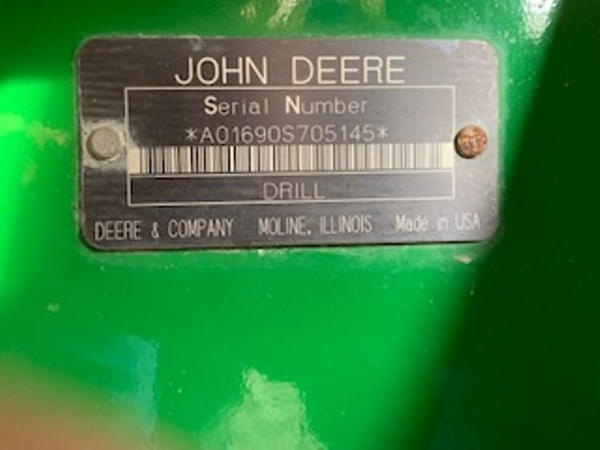 JOHN DEERE
Serial Number
*A01690S705145*
DRILL
DEERE & COMPANY MOLINE, ILLINOIS Made in USA